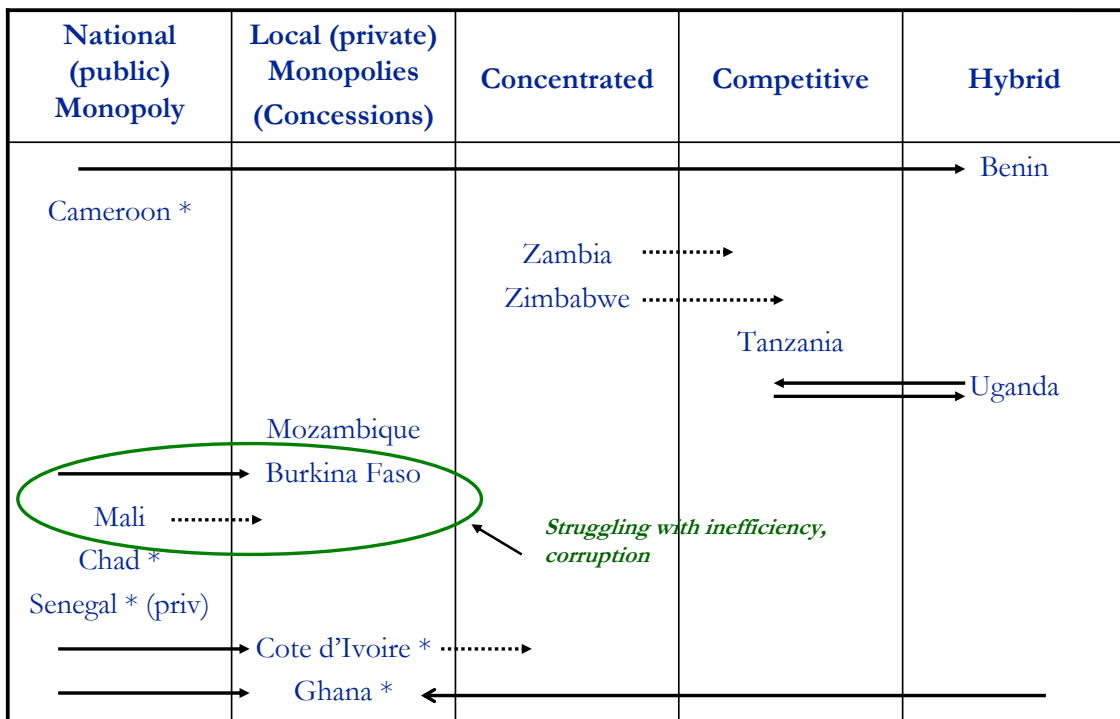 National
(public)
Monopoly
Local (private)
Monopolies
(Concessions)
Concentrated
Competitive
Hybrid
Benin
Cameroon *
Zambia
Zimbabwe
Tanzania
Uganda
Mozambique
Burkina Faso
Mali
Struggling with inefficiency,
corruption
Chad *
Senegal * (priv)
Cote d’Ivoire *
Ghana *